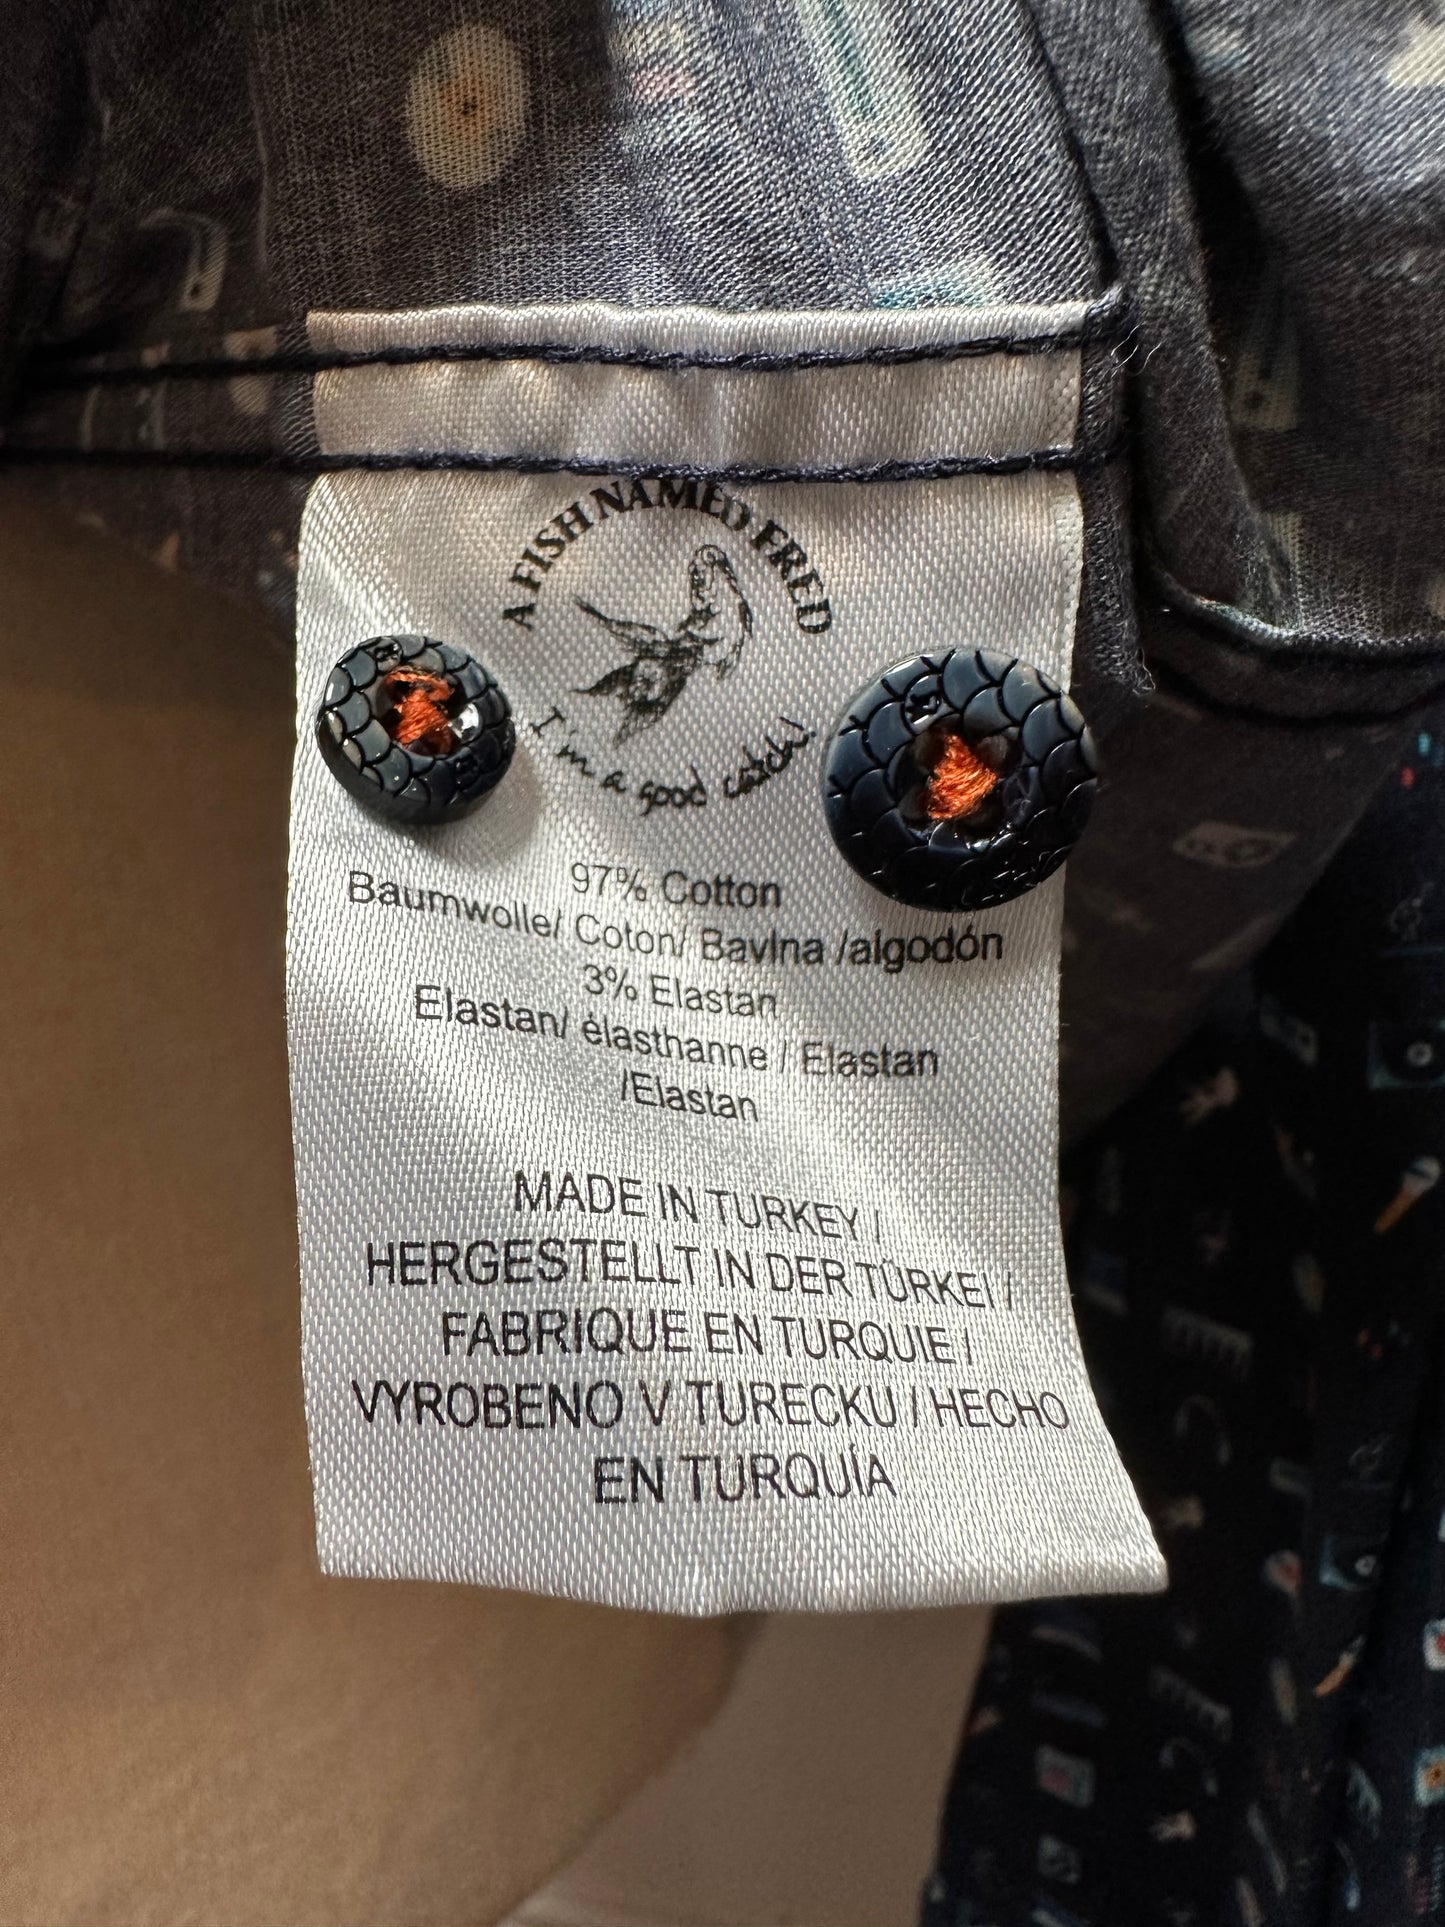 A FISH NAMED FRED
I'm a good catch!
97% Cotton
Baumwolle/ Coton/ Bavlna /algodón
3% Elastan
Elastan/ élasthanne / Elastan
/Elastan
MADE IN TURKEY /
HERGESTELLT IN DER TÜRKEI /
FABRIQUE EN TURQUIE /
VYROBENO V TURECKU / HECHO
EN TURQUÍA